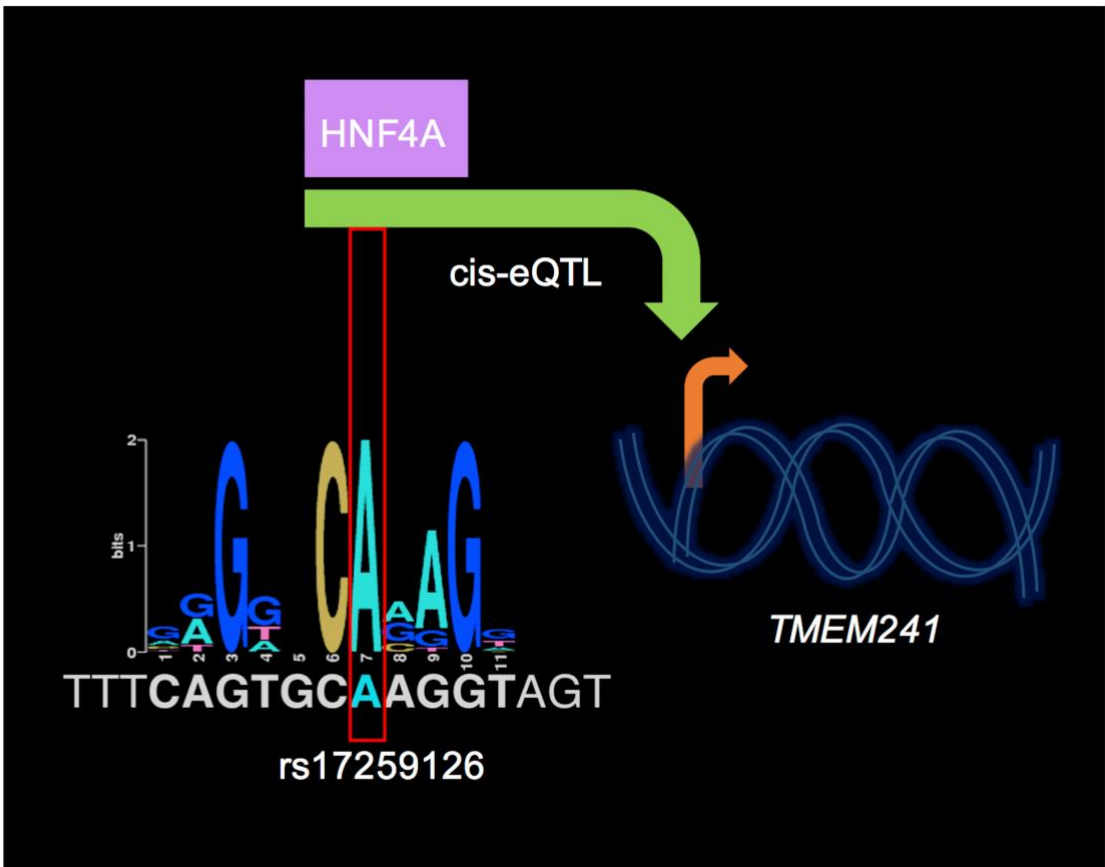 HNF4A
cis-eQTL
2
1
0
bits
G G G G C A A A G G
A T G G T
T A C T A
1 2 3 4 5 6 7 8 9 10 11
TTTCAGTGCAAGGTAGT
rs17259126
TMEM241